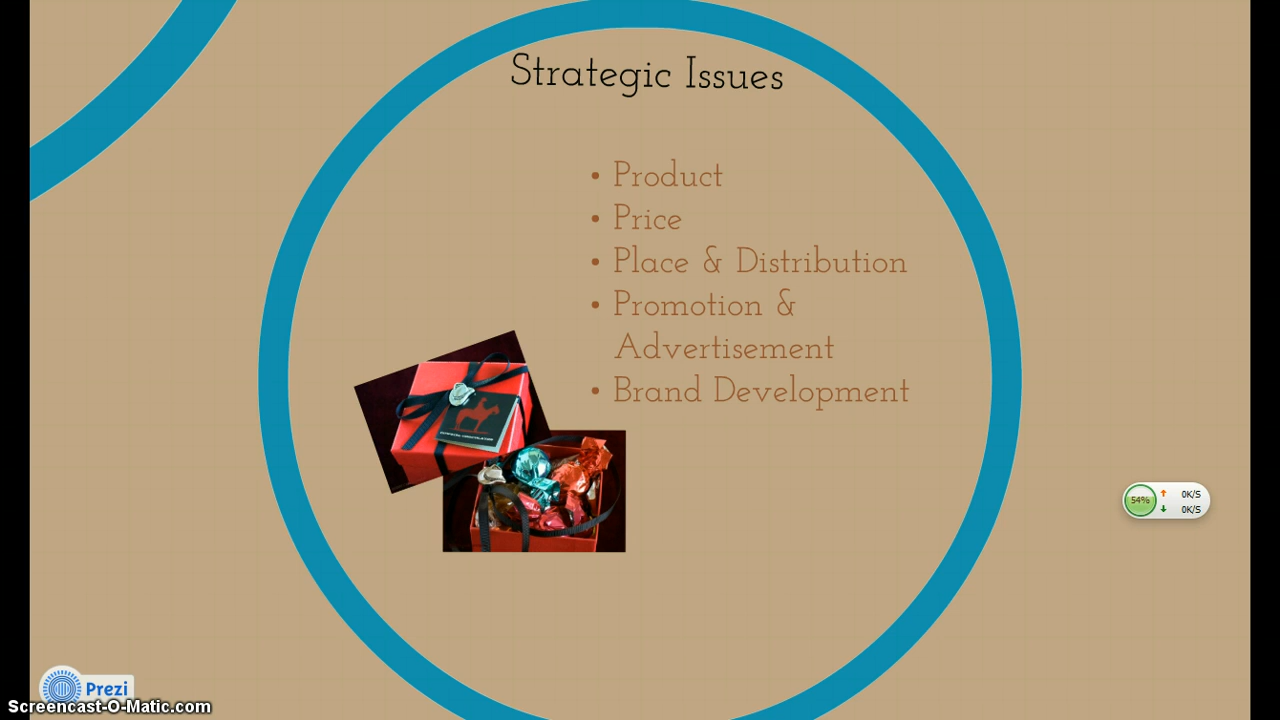 Strategic Issues
• Product
• Price
• Place & Distribution
• Promotion &
Advertisement
• Brand Development
54%
0K/S
0K/S
Prezi
Screencast-O-Matic.com